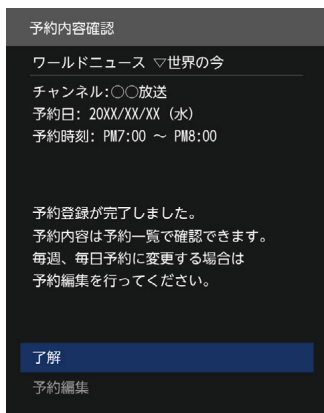 予約内容確認
ワールドニュース ▽世界の今
チャンネル:○○放送
予約日: 20XX/XX/XX (水)
予約時刻: PM7:00 ～ PM8:00
予約登録が完了しました。
予約内容は予約一覧で確認できます。
毎週、毎日予約に変更する場合は
予約編集を行ってください。
了解
予約編集